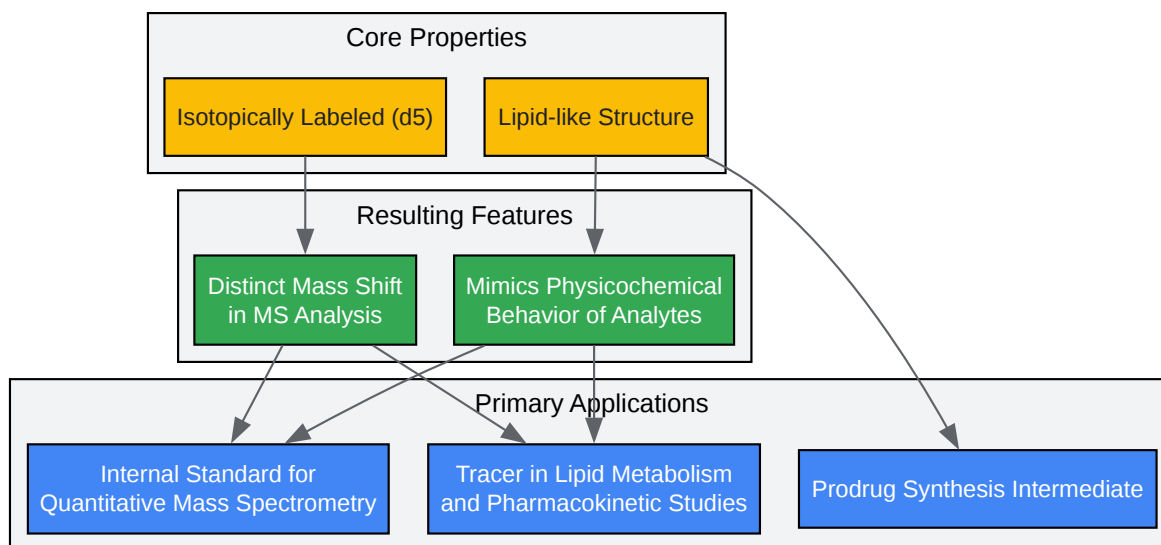 Core Properties
Isotopically Labeled (d5)
Lipid-like Structure
Resulting Features
Distinct Mass Shift
in MS Analysis
Mimics Physicochemical
Behavior of Analytes
Primary Applications
Internal Standard for
Quantitative Mass Spectrometry
Tracer in Lipid Metabolism
and Pharmacokinetic Studies
Prodrug Synthesis Intermediate